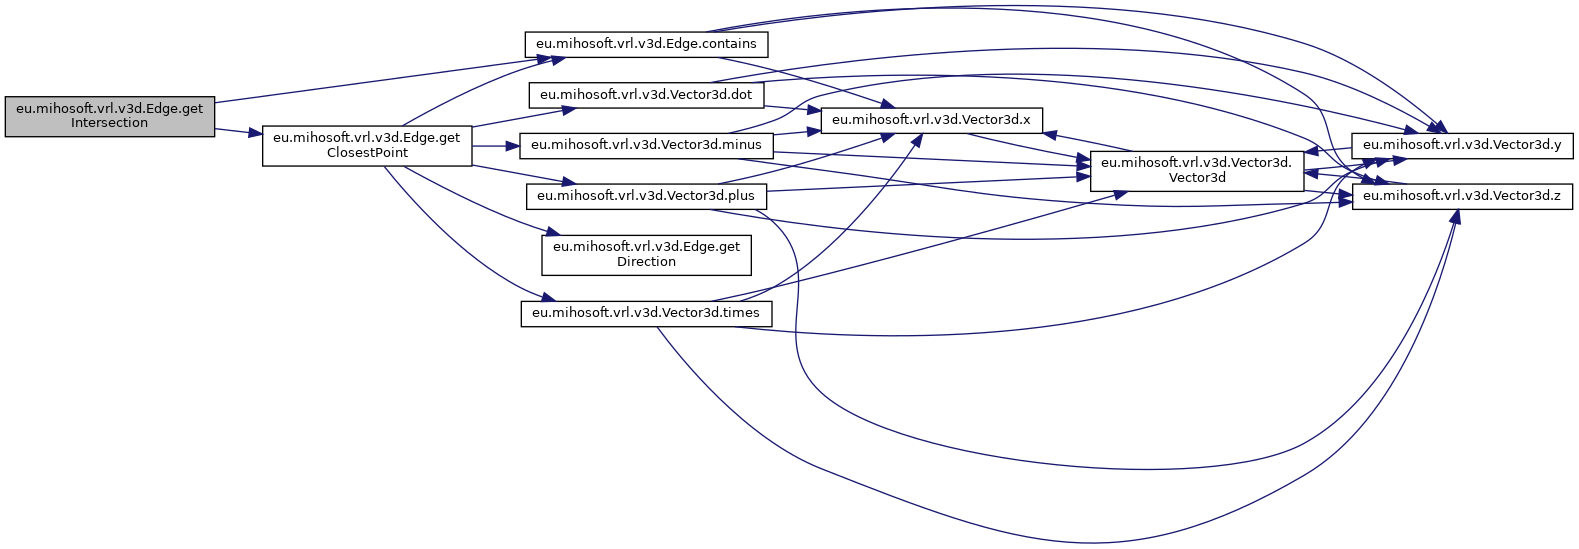 eu.mihosoft.vrl.v3d.Edge.get
Intersection
eu.mihosoft.vrl.v3d.Edge.get
ClosestPoint
eu.mihosoft.vrl.v3d.Edge.contains
eu.mihosoft.vrl.v3d.Vector3d.dot
eu.mihosoft.vrl.v3d.Vector3d.minus
eu.mihosoft.vrl.v3d.Vector3d.plus
eu.mihosoft.vrl.v3d.Edge.get
Direction
eu.mihosoft.vrl.v3d.Vector3d.times
eu.mihosoft.vrl.v3d.Vector3d.x
eu.mihosoft.vrl.v3d.Vector3d.
Vector3d
eu.mihosoft.vrl.v3d.Vector3d.y
eu.mihosoft.vrl.v3d.Vector3d.z